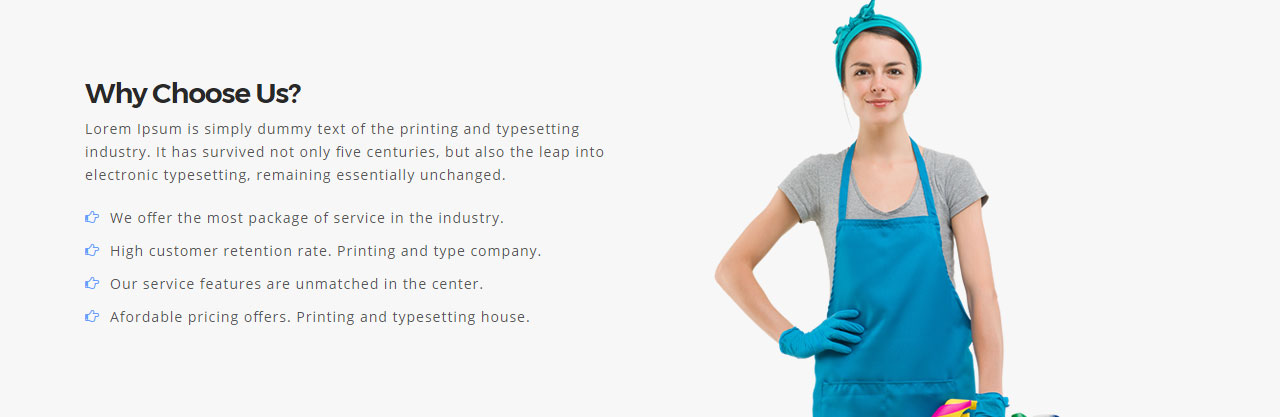 Why Choose Us?
Lorem Ipsum is simply dummy text of the printing and typesetting
industry. It has survived not only five centuries, but also the leap into
electronic typesetting, remaining essentially unchanged.
We offer the most package of service in the industry.
High customer retention rate. Printing and type company.
Our service features are unmatched in the center.
Afordable pricing offers. Printing and typesetting house.